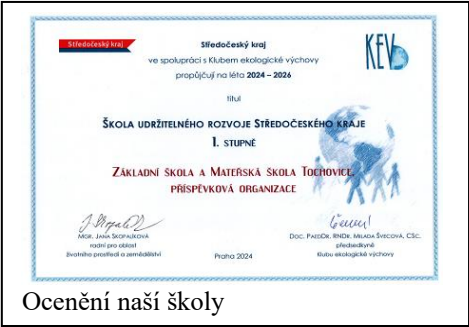 Středočeský kraj
KEV
Středočeský kraj
ve spolupráci s Klubem ekologické výchovy
propůjčují na léta 2024 – 2026
titul
Škola udržitelného rozvoje Středočeského kraje
1. stupně
Základní škola a Mateřská škola Tochovice,
příspěvková organizace
Mgr. Jana Skopalíková
radní pro oblast
životního prostředí a zemědělství
Praha 2024
Doc. PaedDr. RNDr. Milada Švecová, CSc.
předsedkyně
Klubu ekologické výchovy
Ocenění naší školy